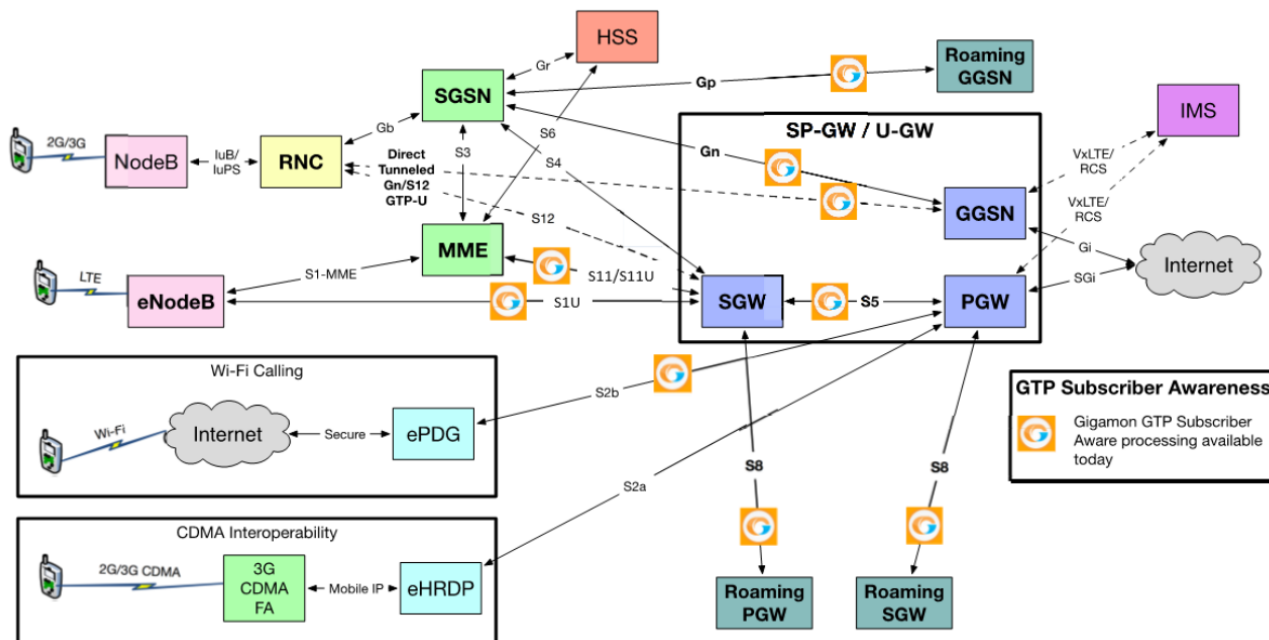 HSS
Roaming
GGSN
Gr
Gp
SGSN
IMS
SP-GW / U-GW
2G/3G
NodeB
IuB/
IuPS
RNC
Gb
S3
S6
S4
Gn
Direct
Tunneled
Gn/S12
GTP-U
VxLTE/
RCS
VxLTE/
RCS
GGSN
S12
MME
Gi
Internet
SGi
S1-MME
S11/S11U
LTE
eNodeB
S1U
SGW
S5
PGW
Wi-Fi Calling
S2b
GTP Subscriber Awareness
Gigamon GTP Subscriber
Aware processing available
today
Wi-Fi
Internet
Secure
ePDG
S8
S8
S2a
CDMA Interoperability
2G/3G CDMA
3G
CDMA
FA
Mobile IP
eHRDP
Roaming
PGW
Roaming
SGW